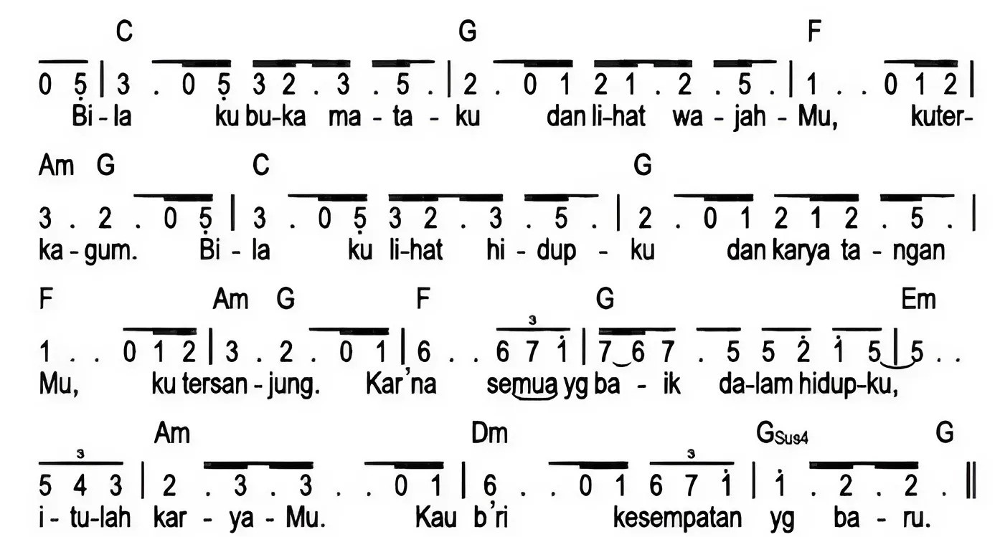 C G F
0 5̣ | 3 . 0 5̣ 3 2 . 3 . 5 . | 2 . 0 1 2 1 . 2 . 5 . | 1 . . 0 1 2 |
Bi - la ku bu-ka ma - ta - ku dan li-hat wa - jah - Mu, kuter-
Am G C G
3 . 2 . 0 5̣ | 3 . 0 5̣ 3 2 . 3 . 5 . | 2 . 0 1 2 1 2 . 5 . |
ka - gum. Bi - la ku li-hat hi - dup - ku dan karya ta - ngan
F Am G F G Em
1 . . 0 1 2 | 3 . 2 . 0 1 | 6 . . 3 6 7 1̇ | 7 6 7 . 5 5 2̇ 1̇ 5 | 5 . .
Mu, ku tersan - jung. Kar'na semua yg ba - ik da-lam hidup-ku,
Am Dm GSus4 G
3 5 4 3 | 2 . 3 . 3 . . 0 1 | 6 . . 0 1 3 6 7 1̇ | 1̇ . 2 . 2 . ||
i - tu-lah kar - ya - Mu. Kau b'ri kesempatan yg ba - ru.